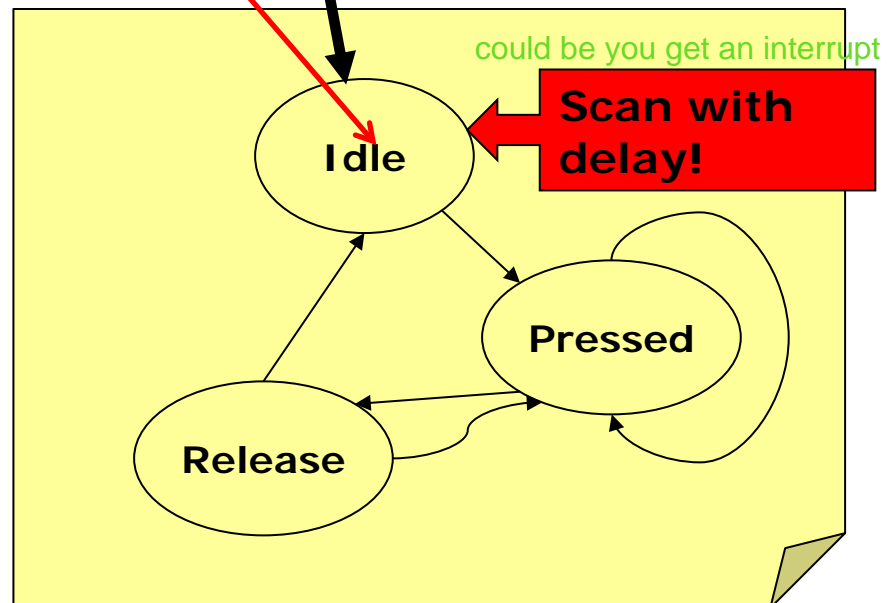 could be you get an interrupt
Scan with
delay!
Idle
Pressed
Release